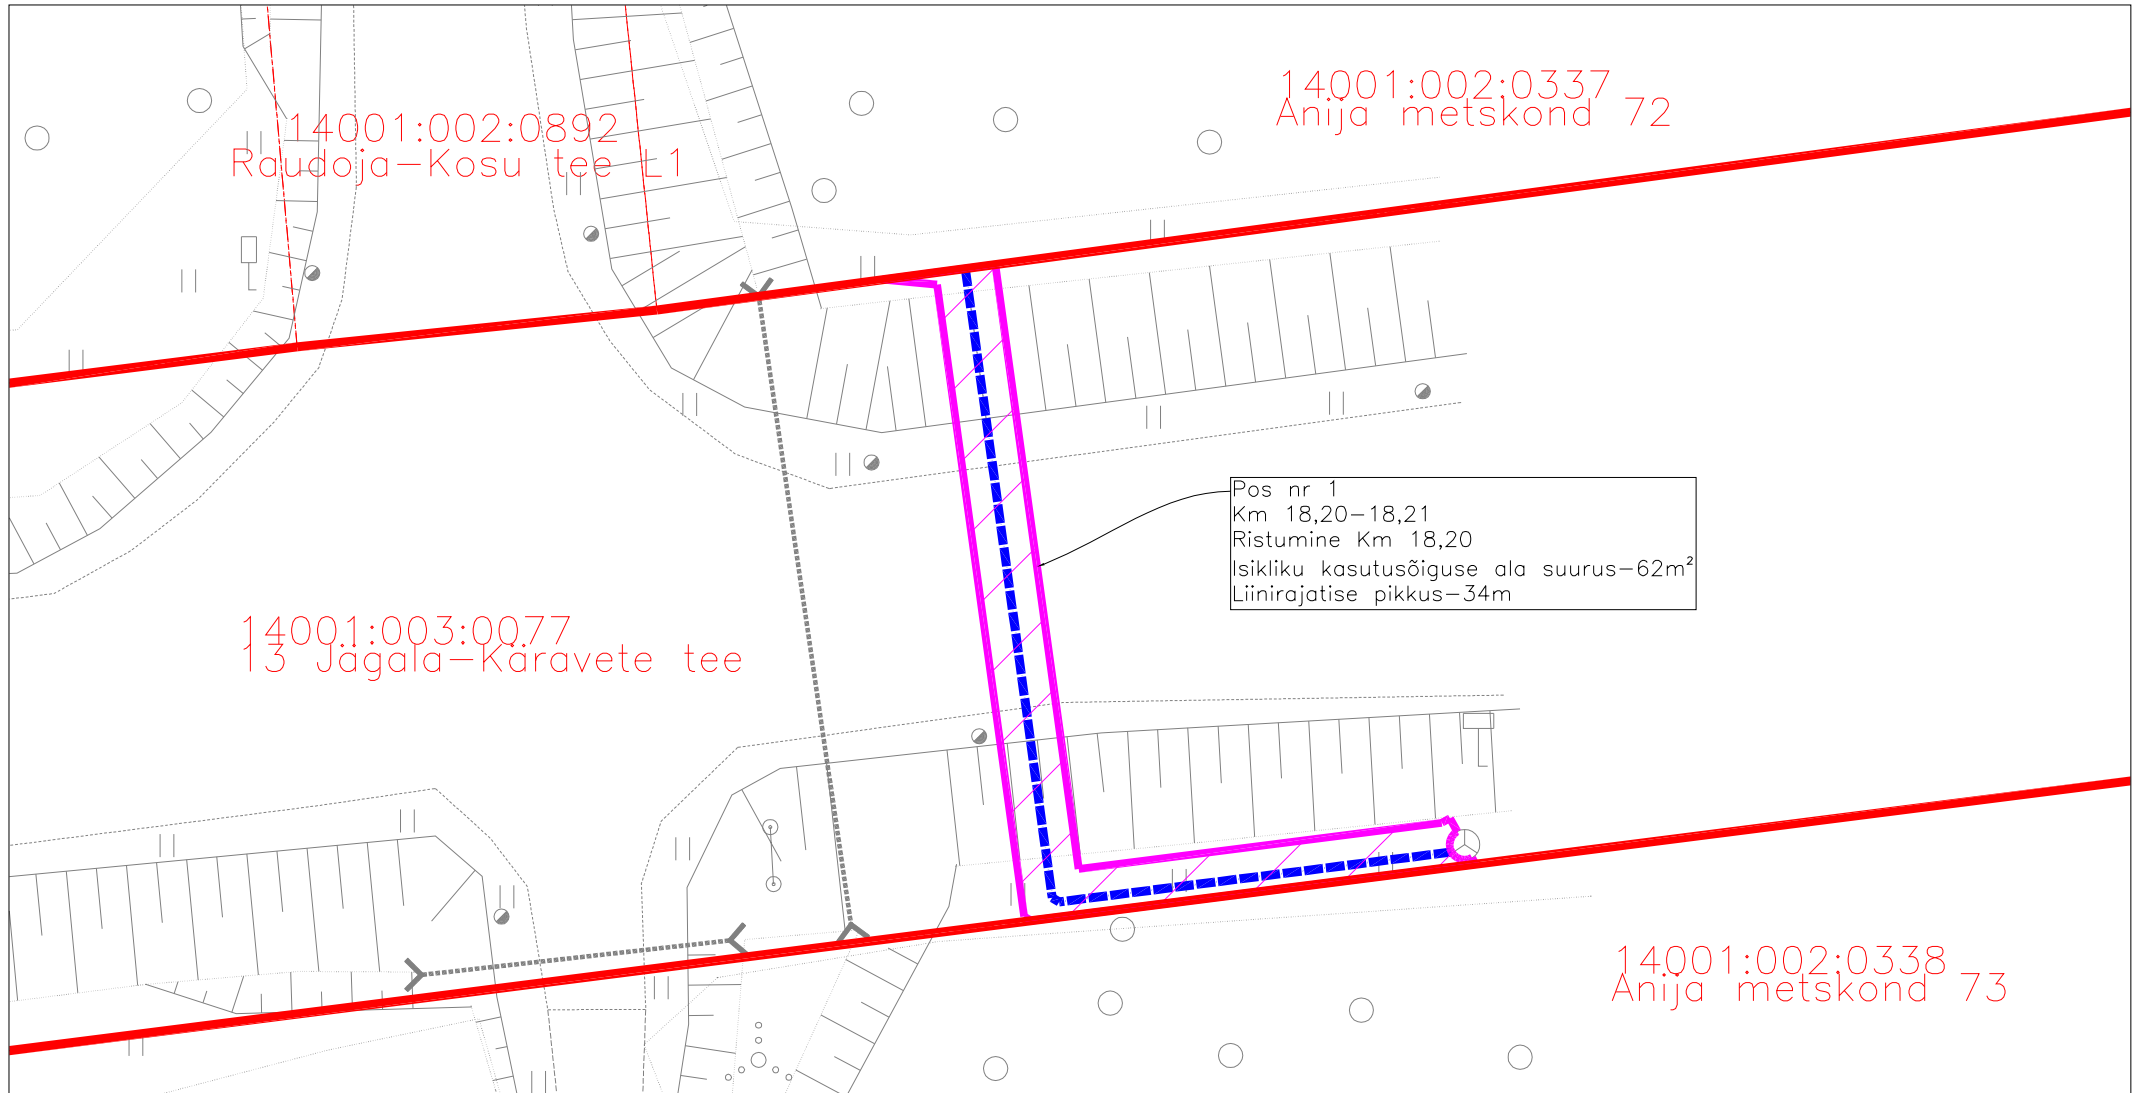 14001:002:0337
Anija metskond 72
14001:002:0892
Raudoja-Kosu tee L1
Pos nr 1
Km 18,20-18,21
Ristumine Km 18,20
Isikliku kasutusõiguse ala suurus-62m²
Liinirajatise pikkus-34m
14001:003:0077
13 Jägala-Käravete tee
14001:002:0338
Anija metskond 73